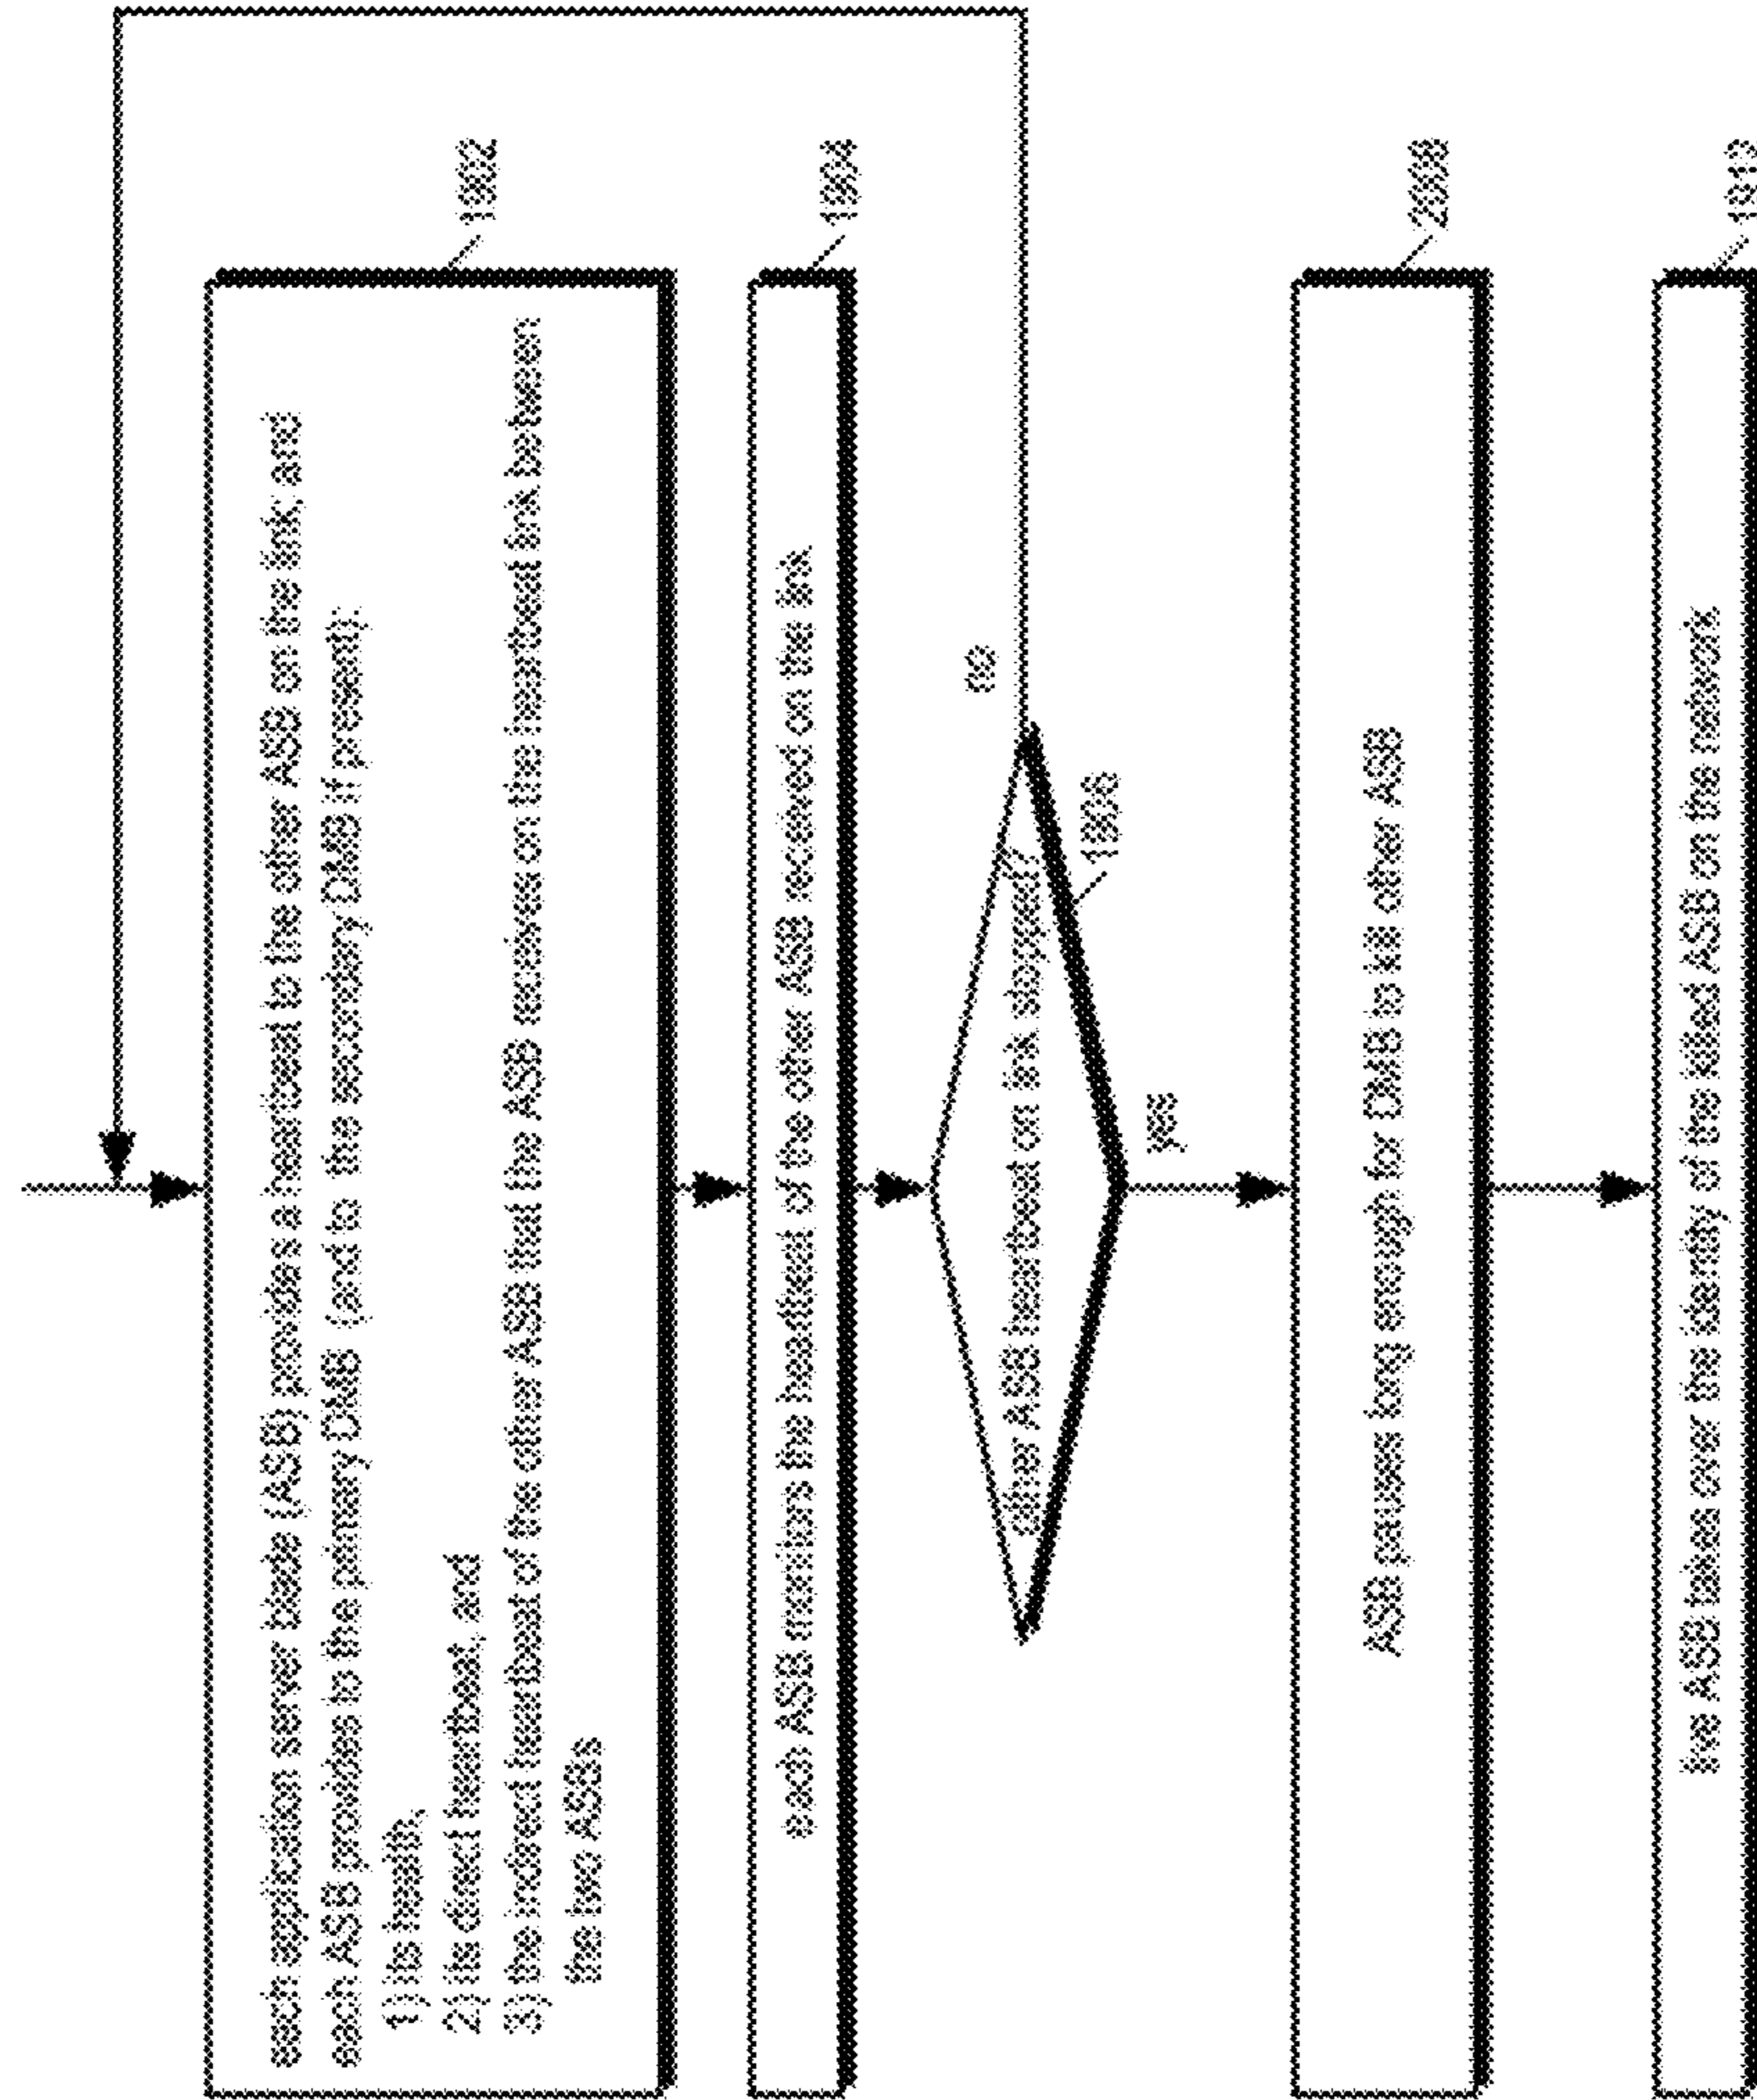 each application server blade (ASB) provides a heartbeat to the other ASB on the link; and
each ASB provides to the primary DMB (and to the secondary DMB if present):
1) its health,
2) its direct heartbeat, and
3) the indirect heartbeat of the other ASB that the ASB receives on the heartbeat link between
the two ASBs
1902
each ASB monitors the heartbeat of the other ASB received on the link
1904
other ASB heartbeat on link stopped?
no
yes
ASB pauses long enough for DMB to kill other ASB
the ASB takes over the identity of the killed ASB on the network